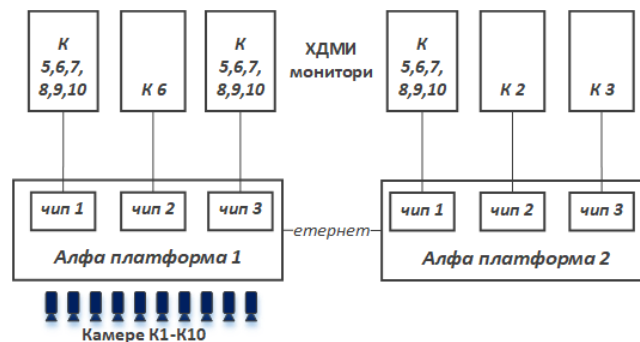 К
5,6,7,
8,9,10
К 6
К
5,6,7,
8,9,10
ХДМИ
монитори
К
5,6,7,
8,9,10
К 2
К 3
чип 1
чип 2
чип 3
Алфа платформа 1
етернет
чип 1
чип 2
чип 3
Алфа платформа 2
Камере К1-К10